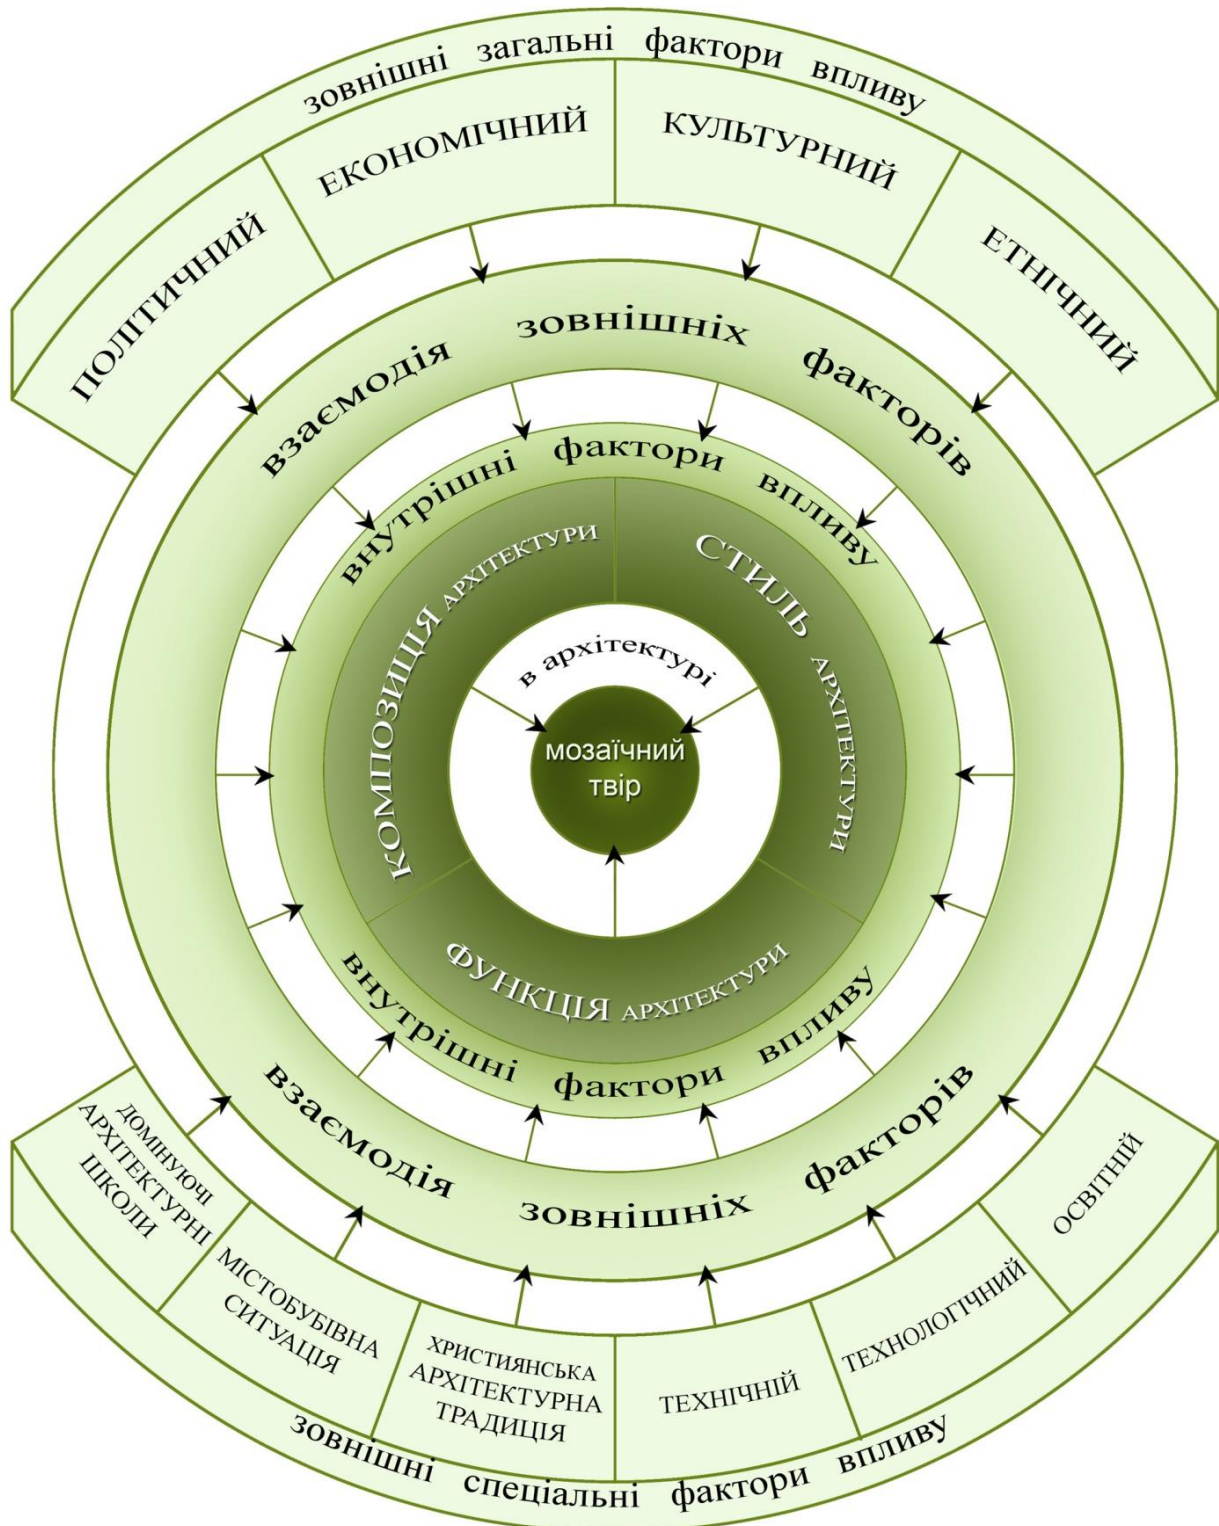 зовнішні загальні фактори впливу
ПОЛІТИЧНИЙ
ЕКОНОМІЧНИЙ
КУЛЬТУРНИЙ
ЕТНІЧНИЙ
взаємодія зовнішніх факторів
внутрішні фактори впливу
КОМПОЗИЦІЯ АРХІТЕКТУРИ
СТИЛЬ АРХІТЕКТУРИ
в архітектурі
мозаїчний
твір
ФУНКЦІЯ АРХІТЕКТУРИ
внутрішні фактори впливу
взаємодія зовнішніх факторів
ДОМІНУЮЧІ
АРХІТЕКТУРНІ
ШКОЛИ
МІСТОБУБІВНА
СИТУАЦІЯ
ХРИСТИЯНСЬКА
АРХІТЕКТУРНА
ТРАДИЦІЯ
ТЕХНІЧНІЙ
ТЕХНОЛОГІЧНИЙ
ОСВІТНІЙ
зовнішні спеціальні фактори впливу